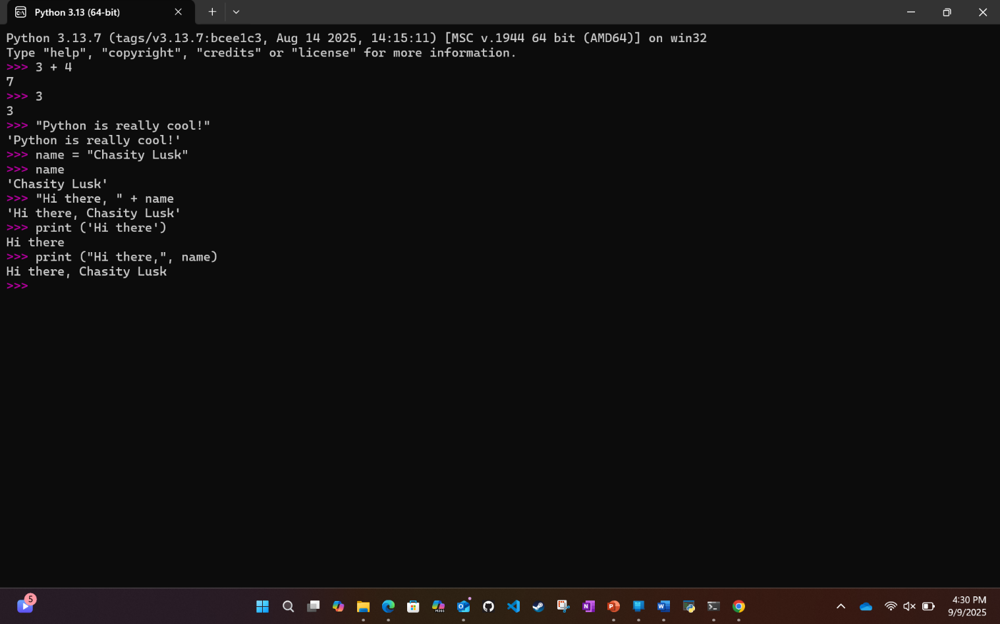 Python 3.13 (64-bit)
Python 3.13.7 (tags/v3.13.7:bcee1c3, Aug 14 2025, 14:15:11) [MSC v.1944 64 bit (AMD64)] on win32
Type "help", "copyright", "credits" or "license" for more information.
>>> 3 + 4
7
>>> 3
3
>>> "Python is really cool!"
'Python is really cool!'
>>> name = "Chasity Lusk"
>>> name
'Chasity Lusk'
>>> "Hi there, " + name
'Hi there, Chasity Lusk'
>>> print ('Hi there')
Hi there
>>> print ("Hi there,", name)
Hi there, Chasity Lusk
>>>
5
M365
4:30 PM
9/9/2025